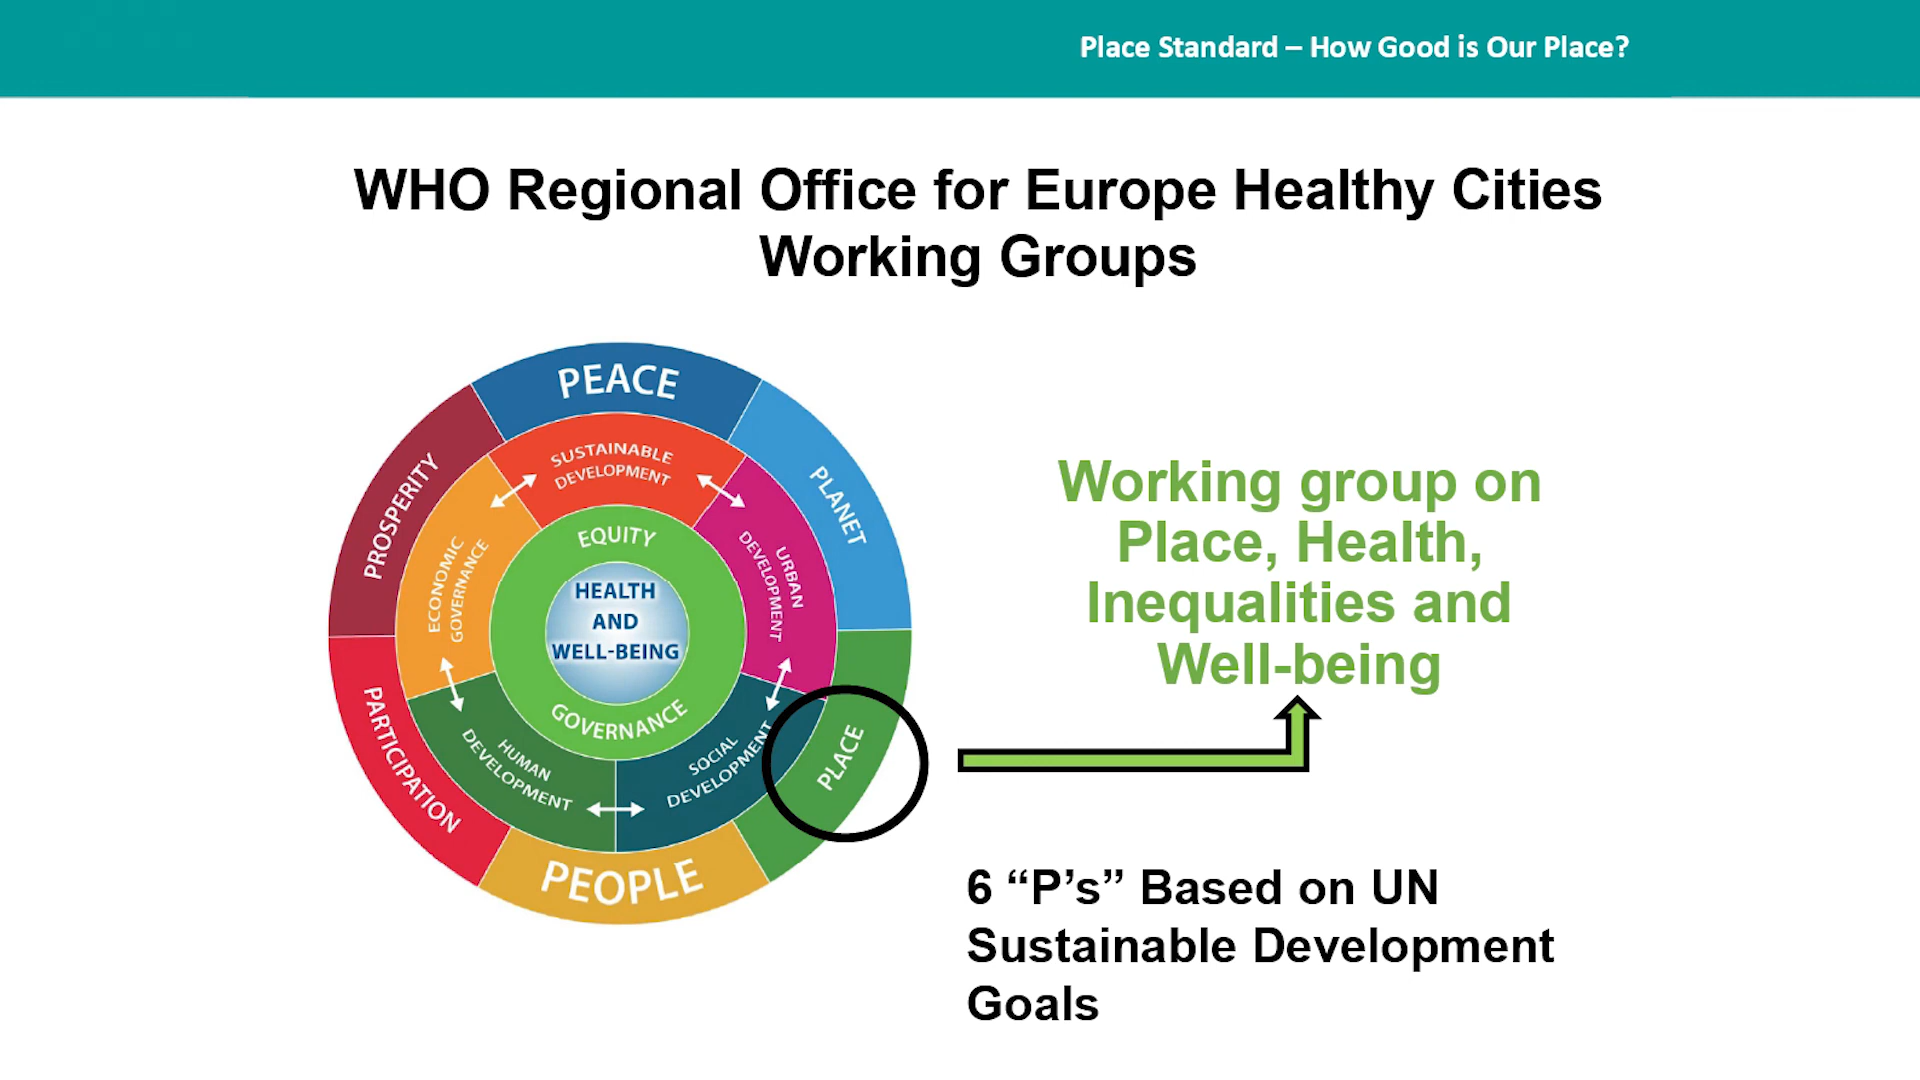 Place Standard – How Good is Our Place?
WHO Regional Office for Europe Healthy Cities
Working Groups
PEACE
PLANET
PLACE
PEOPLE
PARTICIPATION
PROSPERITY
SUSTAINABLE
DEVELOPMENT
URBAN
DEVELOPMENT
SOCIAL
DEVELOPMENT
HUMAN
DEVELOPMENT
ECONOMIC
GOVERNANCE
EQUITY
GOVERNANCE
HEALTH
AND
WELL-BEING
Working group on
Place, Health,
Inequalities and
Well-being
6 “P’s” Based on UN
Sustainable Development
Goals